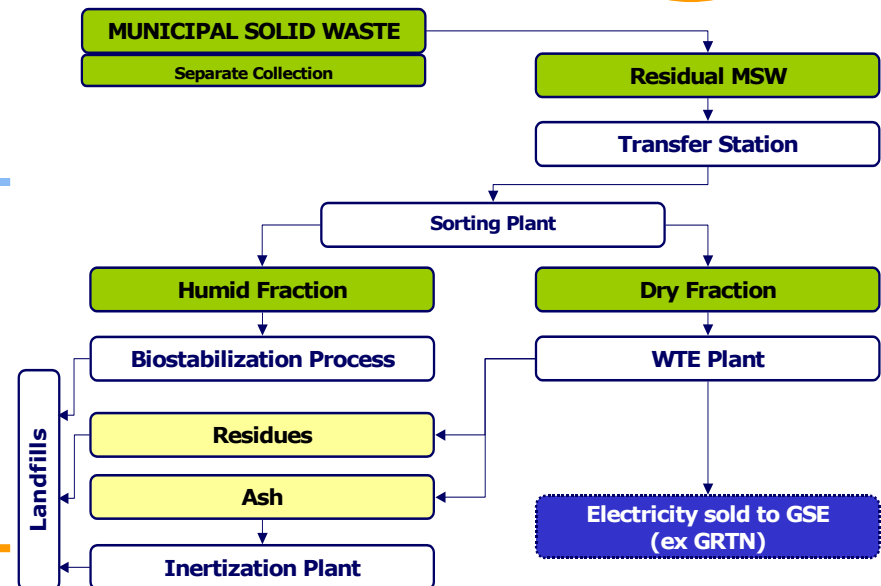 MUNICIPAL SOLID WASTE
Separate Collection
Residual MSW
Transfer Station
Sorting Plant
Humid Fraction
Dry Fraction
Biostabilization Process
WTE Plant
Landfills
Residues
Ash
Electricity sold to GSE
(ex GRTN)
Inertization Plant